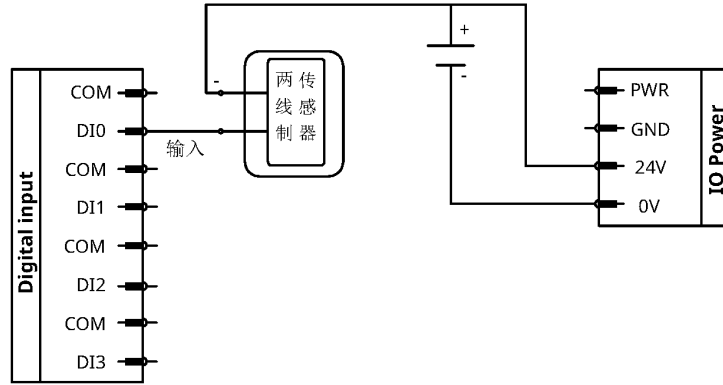 Digital input
COM
DI0
COM
DI1
COM
DI2
COM
DI3
输入
-
两线制
传感器
+
-
PWR
GND
24V
0V
IO Power